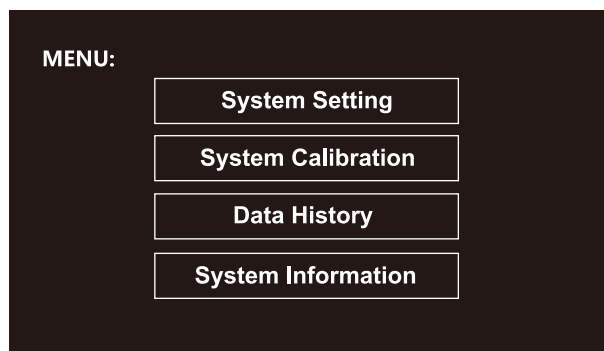 MENU:
System Setting
System Calibration
Data History
System Information